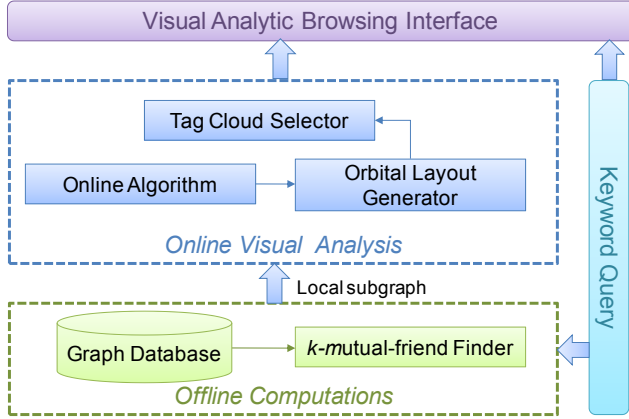 Visual Analytic Browsing Interface
Tag Cloud Selector
Online Algorithm
Orbital Layout
Generator
Online Visual Analysis
Keyword Query
Local subgraph
Graph Database
k-mutual-friend Finder
Offline Computations